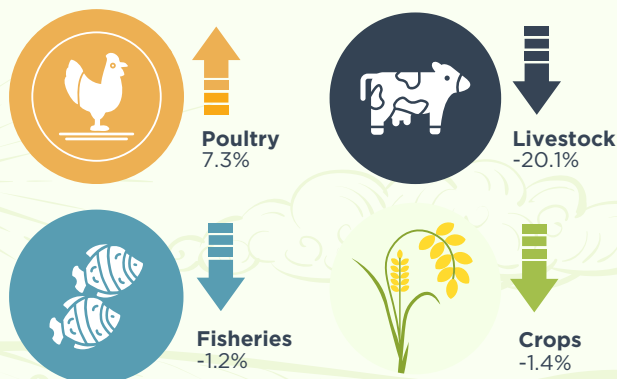 Poultry
7.3%
Livestock
-20.1%
Fisheries
-1.2%
Crops
-1.4%